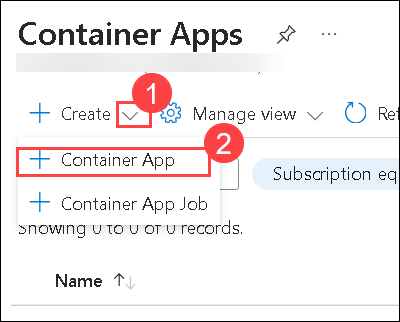 Container Apps
+ Create 1 Manage view Ref
2
+ Container App
Subscription eq
+ Container App Job
Showing 0 to 0 of 0 records.
Name ↑↓